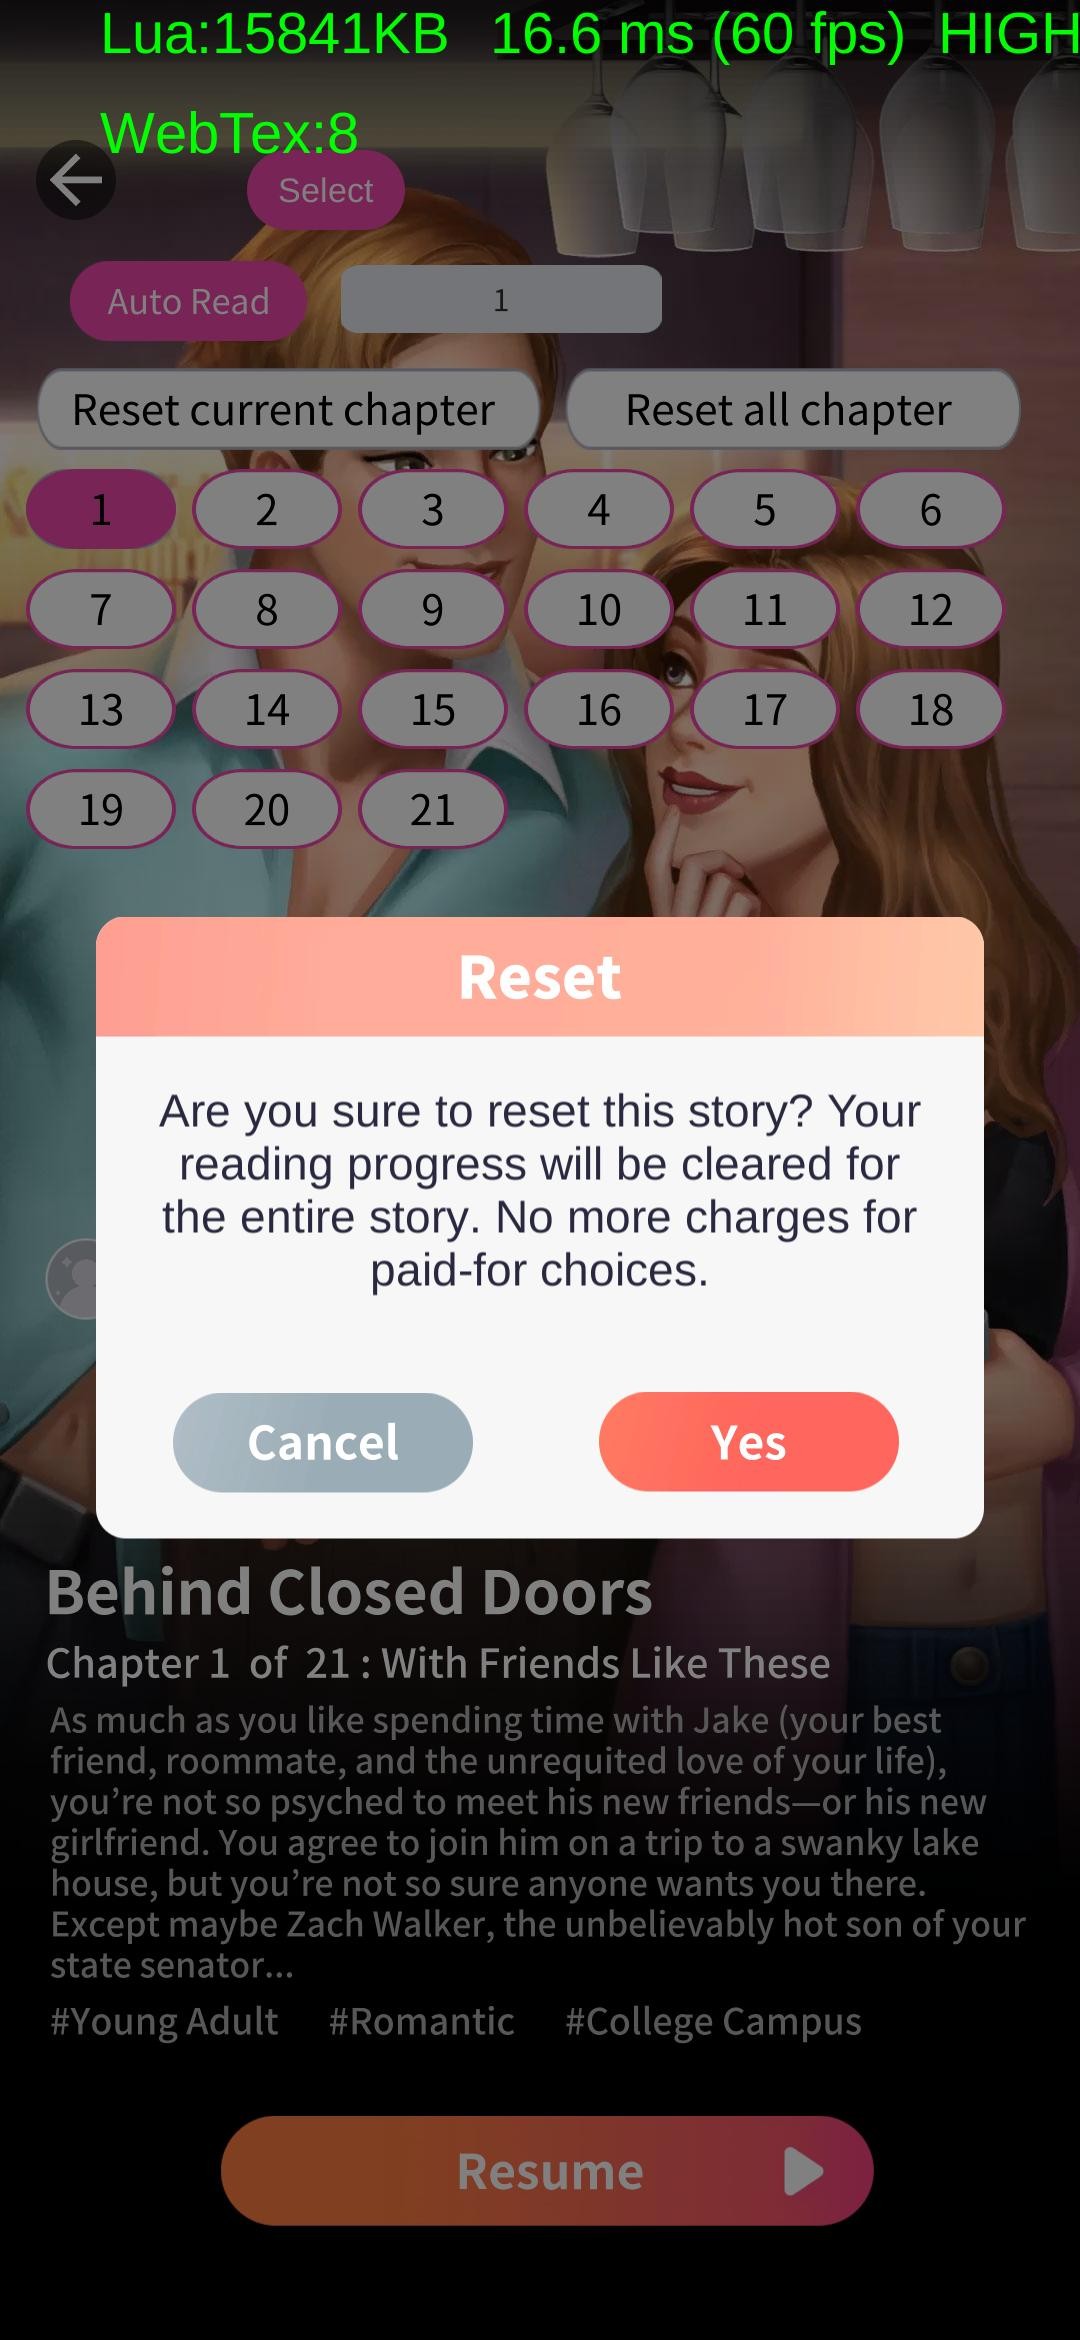 Lua:15841KB 16.6 ms (60 fps) HIGH
WebTex:8
Select
Auto Read 1
Reset current chapter Reset all chapter
1 2 3 4 5 6
7 8 9 10 11 12
13 14 15 16 17 18
19 20 21
Reset
Are you sure to reset this story? Your
reading progress will be cleared for
the entire story. No more charges for
paid-for choices.
Cancel Yes
Behind Closed Doors
Chapter 1 of 21 : With Friends Like These
As much as you like spending time with Jake (your best
friend, roommate, and the unrequited love of your life),
you’re not so psyched to meet his new friends—or his new
girlfriend. You agree to join him on a trip to a swanky lake
house, but you’re not so sure anyone wants you there.
Except maybe Zach Walker, the unbelievably hot son of your
state senator...
#Young Adult #Romantic #College Campus
Resume